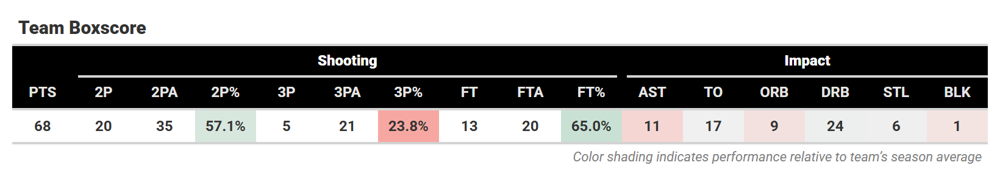 Team Boxscore
Shooting Impact
PTS 2P 2PA 2P% 3P 3PA 3P% FT FTA FT% AST TO ORB DRB STL BLK
68 20 35 57.1% 5 21 23.8% 13 20 65.0% 11 17 9 24 6 1
Color shading indicates performance relative to team’s season average